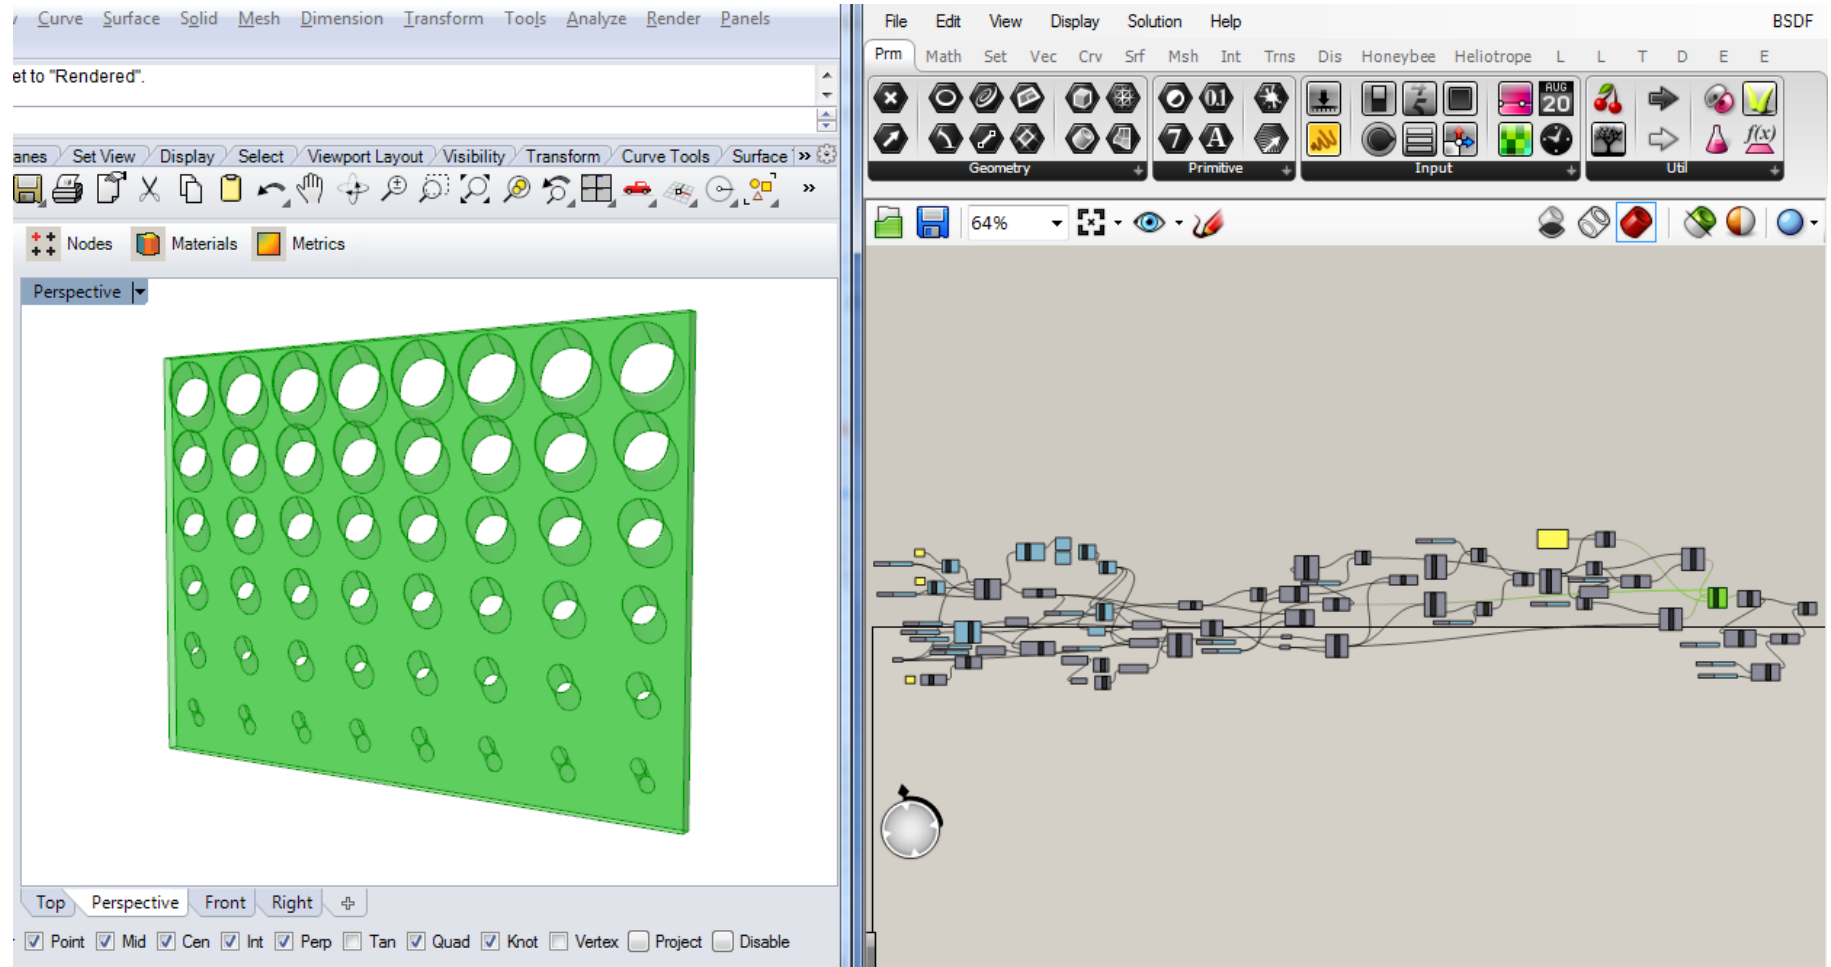 Curve Surface Solid Mesh Dimension Transform Tools Analyze Render Panels
et to "Rendered".
anes Set View Display Select Viewport Layout Visibility Transform Curve Tools Surface »
»
Nodes Materials Metrics
Perspective
Top Perspective Front Right
Point Mid Cen Int Perp Tan Quad Knot Vertex Project Disable
File Edit View Display Solution Help BSDF
Prm Math Set Vec Crv Srf Msh Int Trns Dis Honeybee Heliotrope L L T D E E
0.1 AUG 20
7 A f(x)
Geometry Primitive Input Util
64%